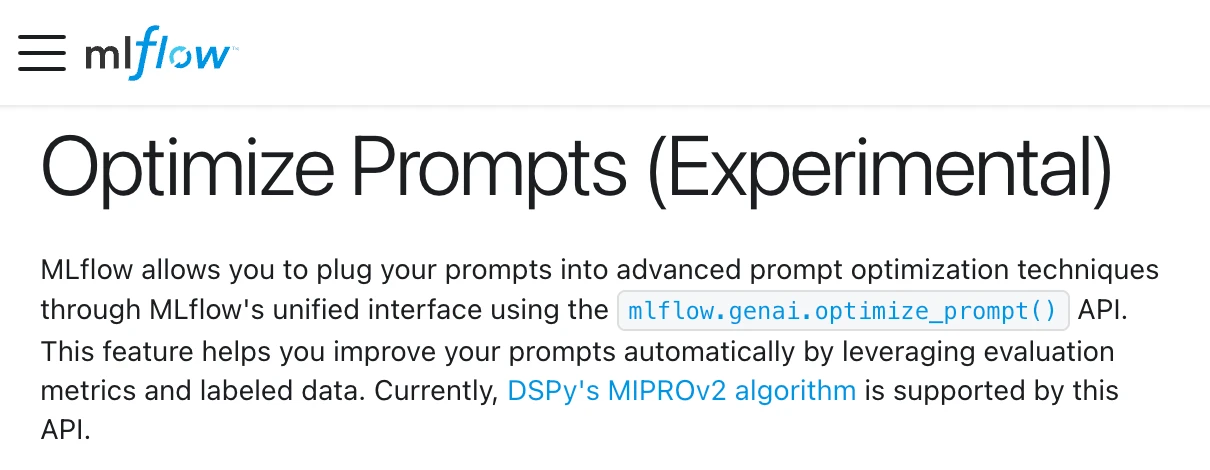 mlflow™
Optimize Prompts (Experimental)
MLflow allows you to plug your prompts into advanced prompt optimization techniques
through MLflow's unified interface using the mlflow.genai.optimize_prompt() API.
This feature helps you improve your prompts automatically by leveraging evaluation
metrics and labeled data. Currently, DSPy's MIPROv2 algorithm is supported by this
API.